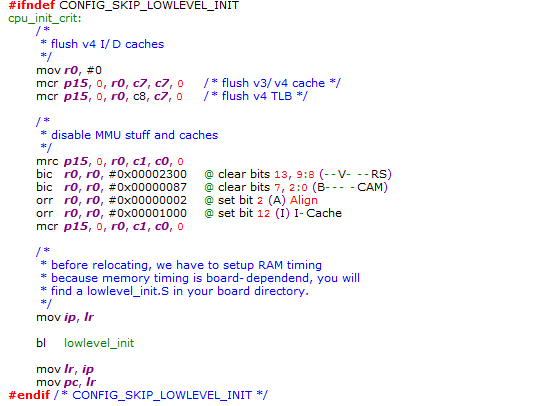 #ifndef CONFIG_SKIP_LOWLEVEL_INIT
cpu_init_crit:
/*
* flush v4 I/D caches
*/
mov r0, #0
mcr p15, 0, r0, c7, c7, 0 /* flush v3/v4 cache */
mcr p15, 0, r0, c8, c7, 0 /* flush v4 TLB */
/*
* disable MMU stuff and caches
*/
mrc p15, 0, r0, c1, c0, 0
bic r0, r0, #0x00002300 @ clear bits 13, 9:8 (--V- --RS)
bic r0, r0, #0x00000087 @ clear bits 7, 2:0 (B--- -CAM)
orr r0, r0, #0x00000002 @ set bit 2 (A) Align
orr r0, r0, #0x00001000 @ set bit 12 (I) I-Cache
mcr p15, 0, r0, c1, c0, 0
/*
* before relocating, we have to setup RAM timing
* because memory timing is board-dependend, you will
* find a lowlevel_init.S in your board directory.
*/
mov ip, lr
bl lowlevel_init
mov lr, ip
mov pc, lr
#endif /* CONFIG_SKIP_LOWLEVEL_INIT */